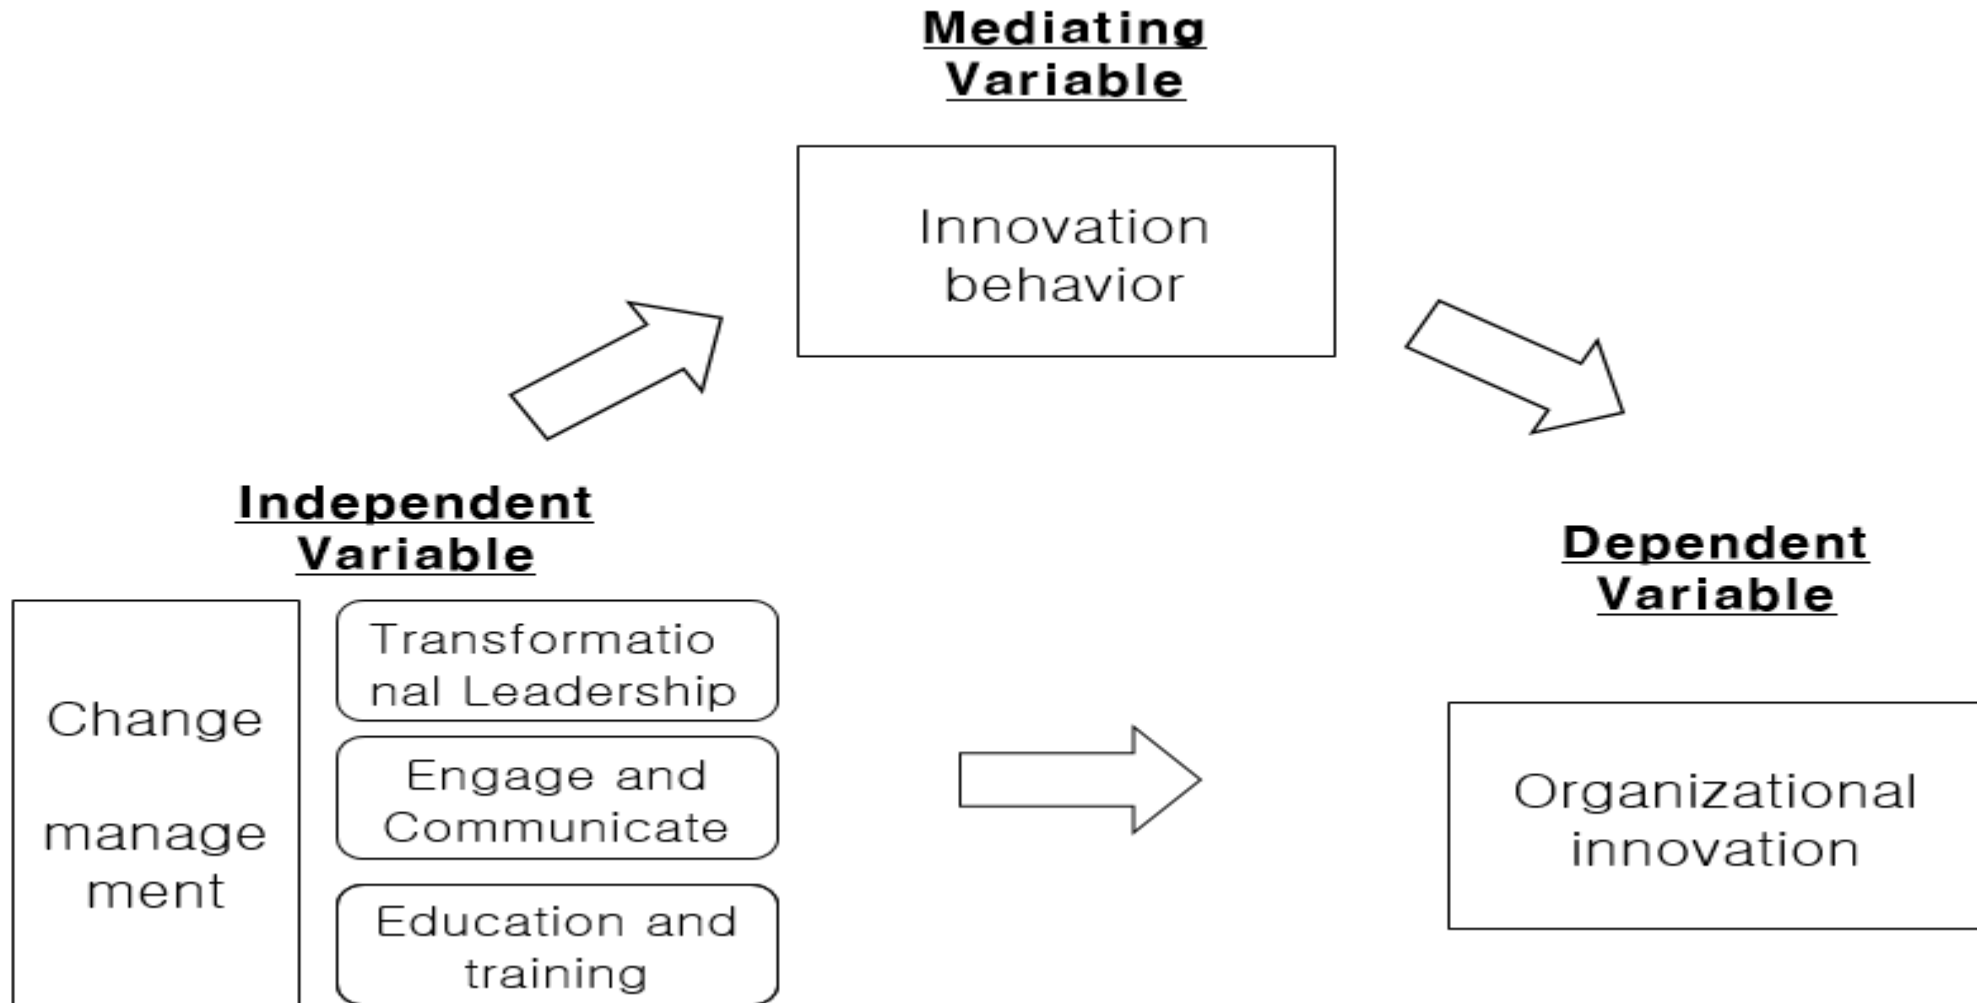 Mediating
Variable
Innovation
behavior
Independent
Variable
Change
manage
ment
Transformatio
nal Leadership
Engage and
Communicate
Education and
training
Dependent
Variable
Organizational
innovation